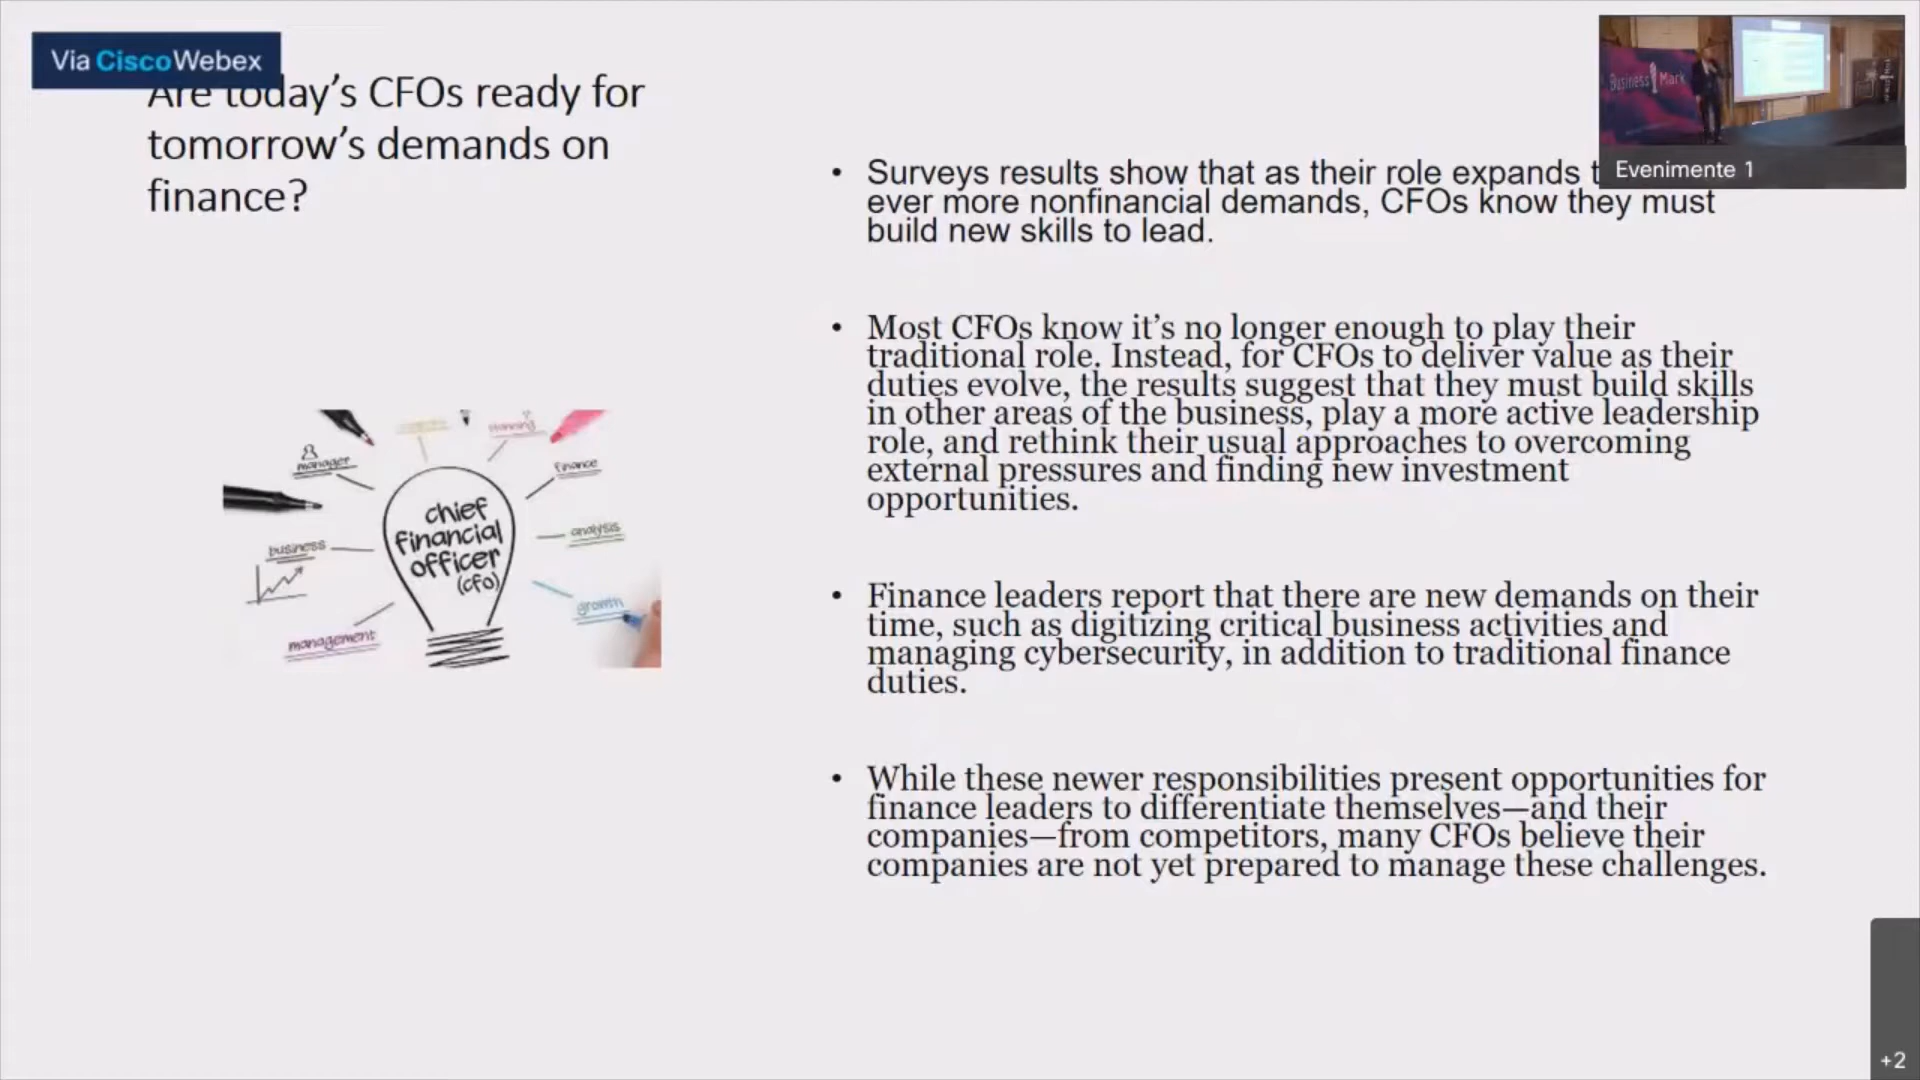 Via CiscoWebex
Are today’s CFOs ready for
tomorrow’s demands on
finance?
Business Mark
Evenimente 1
• Surveys results show that as their role expands
ever more nonfinancial demands, CFOs know they must
build new skills to lead.
• Most CFOs know it’s no longer enough to play their
traditional role. Instead, for CFOs to deliver value as their
duties evolve, the results suggest that they must build skills
in other areas of the business, play a more active leadership
role, and rethink their usual approaches to overcoming
external pressures and finding new investment
opportunities.
• Finance leaders report that there are new demands on their
time, such as digitizing critical business activities and
managing cybersecurity, in addition to traditional finance
duties.
• While these newer responsibilities present opportunities for
finance leaders to differentiate themselves—and their
companies—from competitors, many CFOs believe their
companies are not yet prepared to manage these challenges.
planning
manager
finance
chief
financial
officer
(cfo)
analysis
business
growth
management
+2